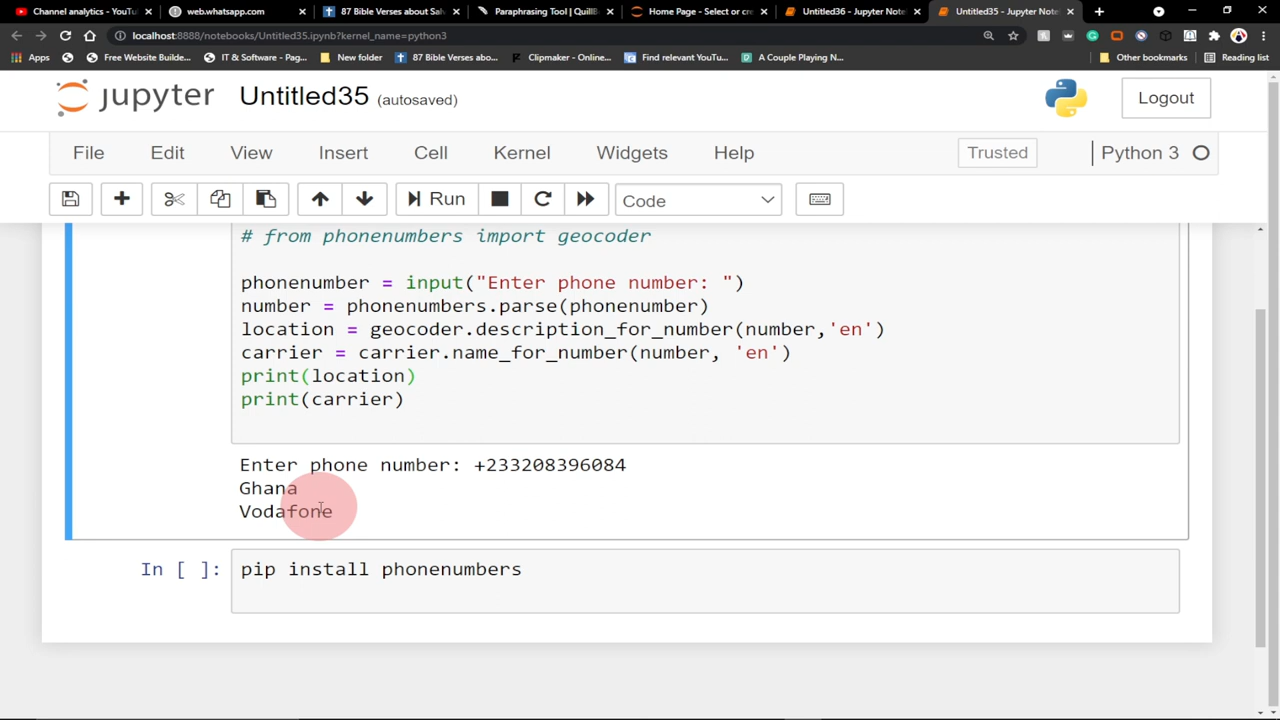 Channel analytics - YouTu
web.whatsapp.com
87 Bible Verses about Sal
Paraphrasing Tool | QuillB
Home Page - Select or cre
Untitled36 - Jupyter Note
Untitled35 - Jupyter Note
localhost:8888/notebooks/Untitled35.ipynb?kernel_name=python3
Apps
Free Website Builde...
IT & Software - Pag...
New folder
87 Bible Verses abo...
Clipmaker - Online...
Find relevant YouTu...
A Couple Playing N...
Other bookmarks
Reading list
jupyter Untitled35 (autosaved)
Logout
File Edit View Insert Cell Kernel Widgets Help
Trusted
Python 3
Run
Code
# from phonenumbers import geocoder
phonenumber = input("Enter phone number: ")
number = phonenumbers.parse(phonenumber)
location = geocoder.description_for_number(number,'en')
carrier = carrier.name_for_number(number, 'en')
print(location)
print(carrier)
Enter phone number: +233208396084
Ghana
Vodafone
In [ ]: pip install phonenumbers